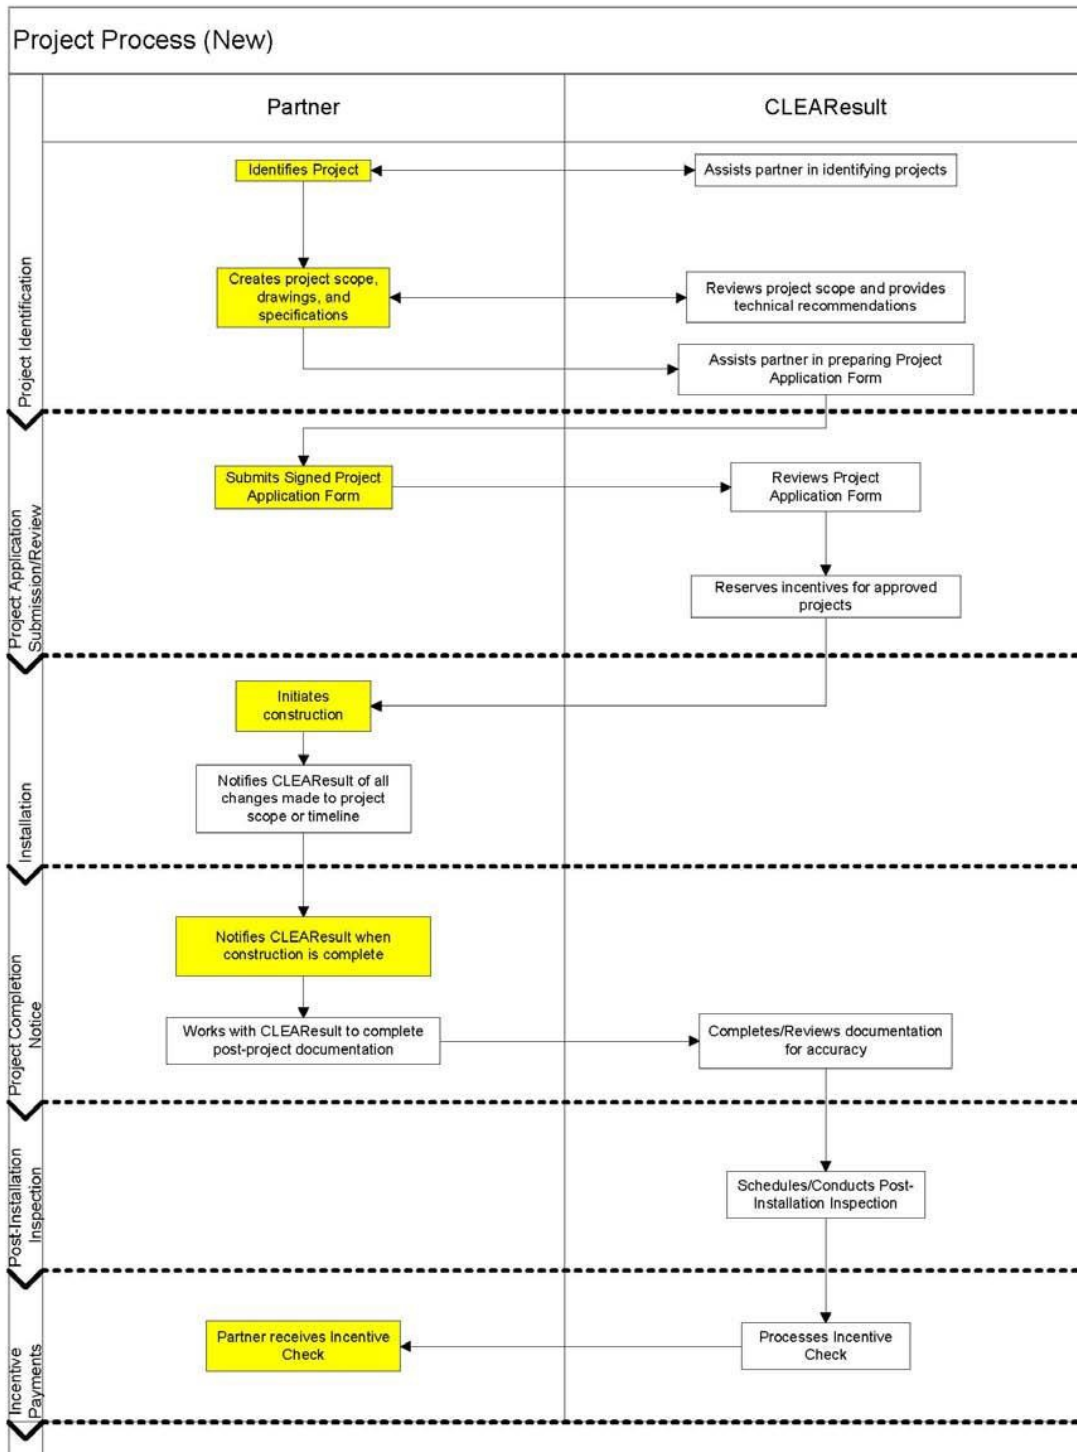 Project Process (New)
Partner
CLEAResult
Project Identification
Identifies Project
Assists partner in identifying projects
Creates project scope,
drawings, and
specifications
Reviews project scope and provides
technical recommendations
Assists partner in preparing Project
Application Form
Project Application
Submission/Review
Submits Signed Project
Application Form
Reviews Project
Application Form
Reserves incentives for approved
projects
Installation
Initiates
construction
Notifies CLEAResult of all
changes made to project
scope or timeline
Project Completion
Notice
Notifies CLEAResult when
construction is complete
Works with CLEAResult to complete
post-project documentation
Completes/Reviews documentation
for accuracy
Post-Installation
Inspection
Schedules/Conducts Post-
Installation Inspection
Incentive
Payments
Partner receives Incentive
Check
Processes Incentive
Check